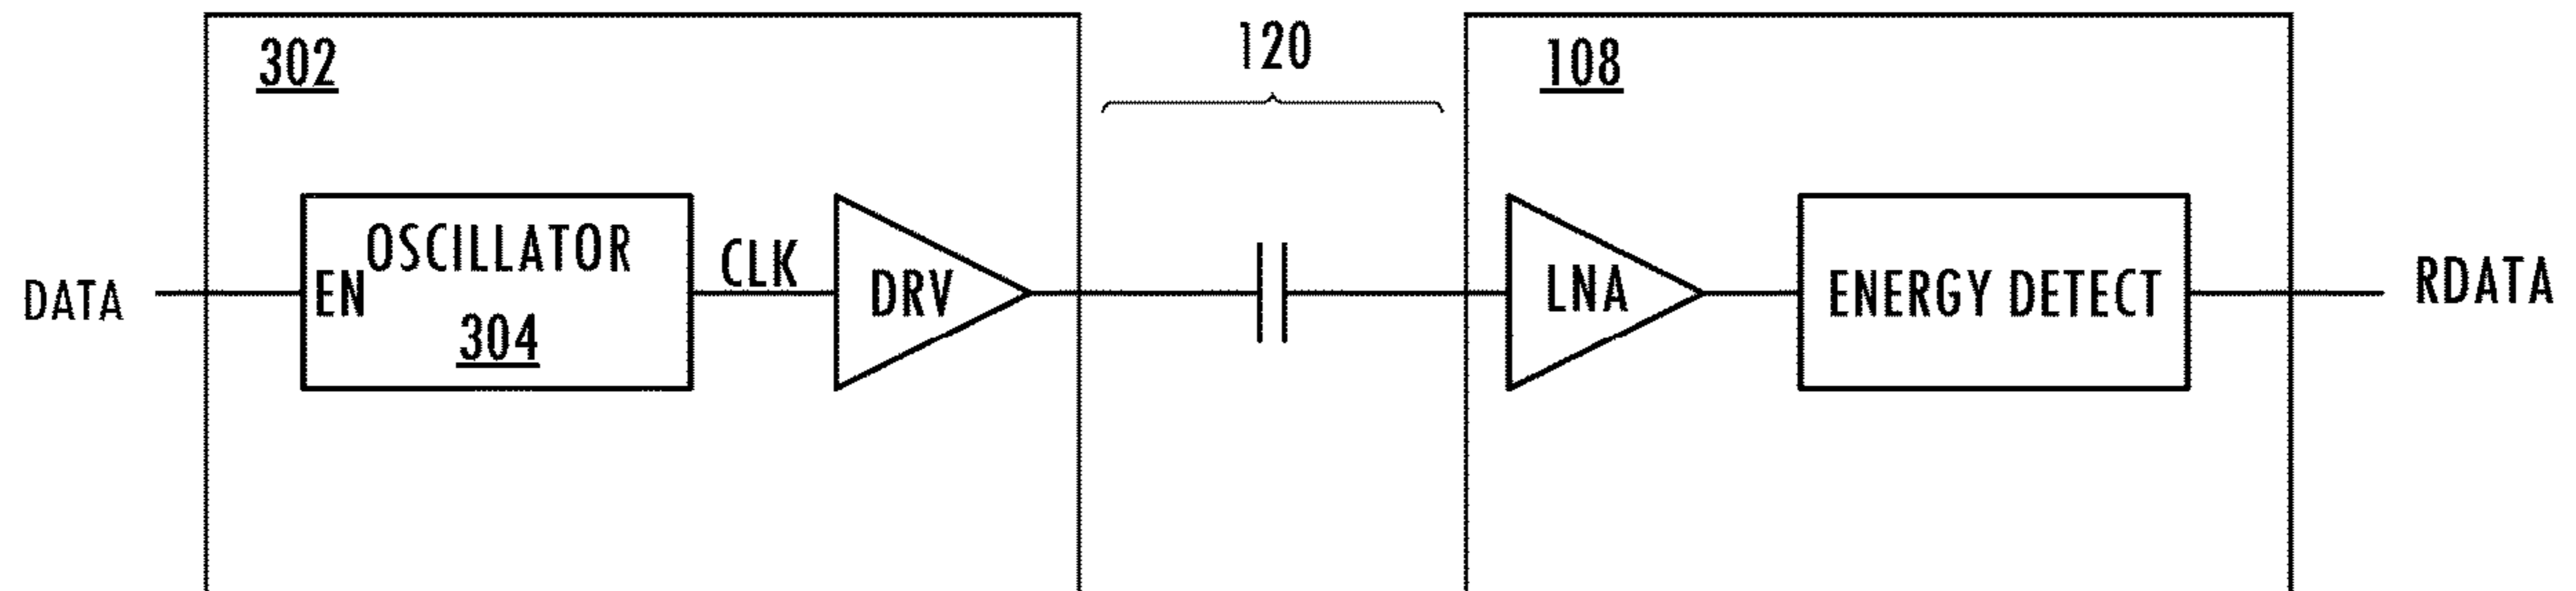 302
120
108
DATA
EN
OSCILLATOR
304
CLK
DRV
LNA
ENERGY DETECT
RDATA